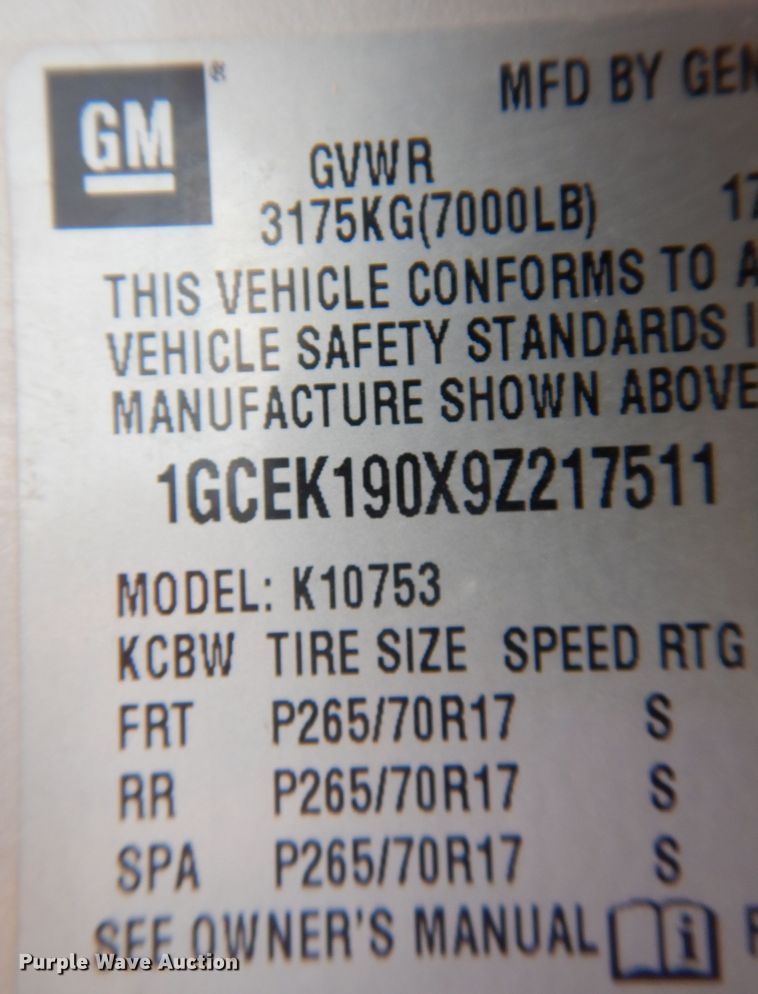 GM®
MFD BY GEN
GVWR
3175KG(7000LB)
17
THIS VEHICLE CONFORMS TO A
VEHICLE SAFETY STANDARDS I
MANUFACTURE SHOWN ABOVE
1GCEK190X9Z217511
MODEL: K10753
KCBW TIRE SIZE SPEED RTG
FRT P265/70R17 S
RR P265/70R17 S
SPA P265/70R17 S
SEE OWNER'S MANUAL i
Purple Wave Auction